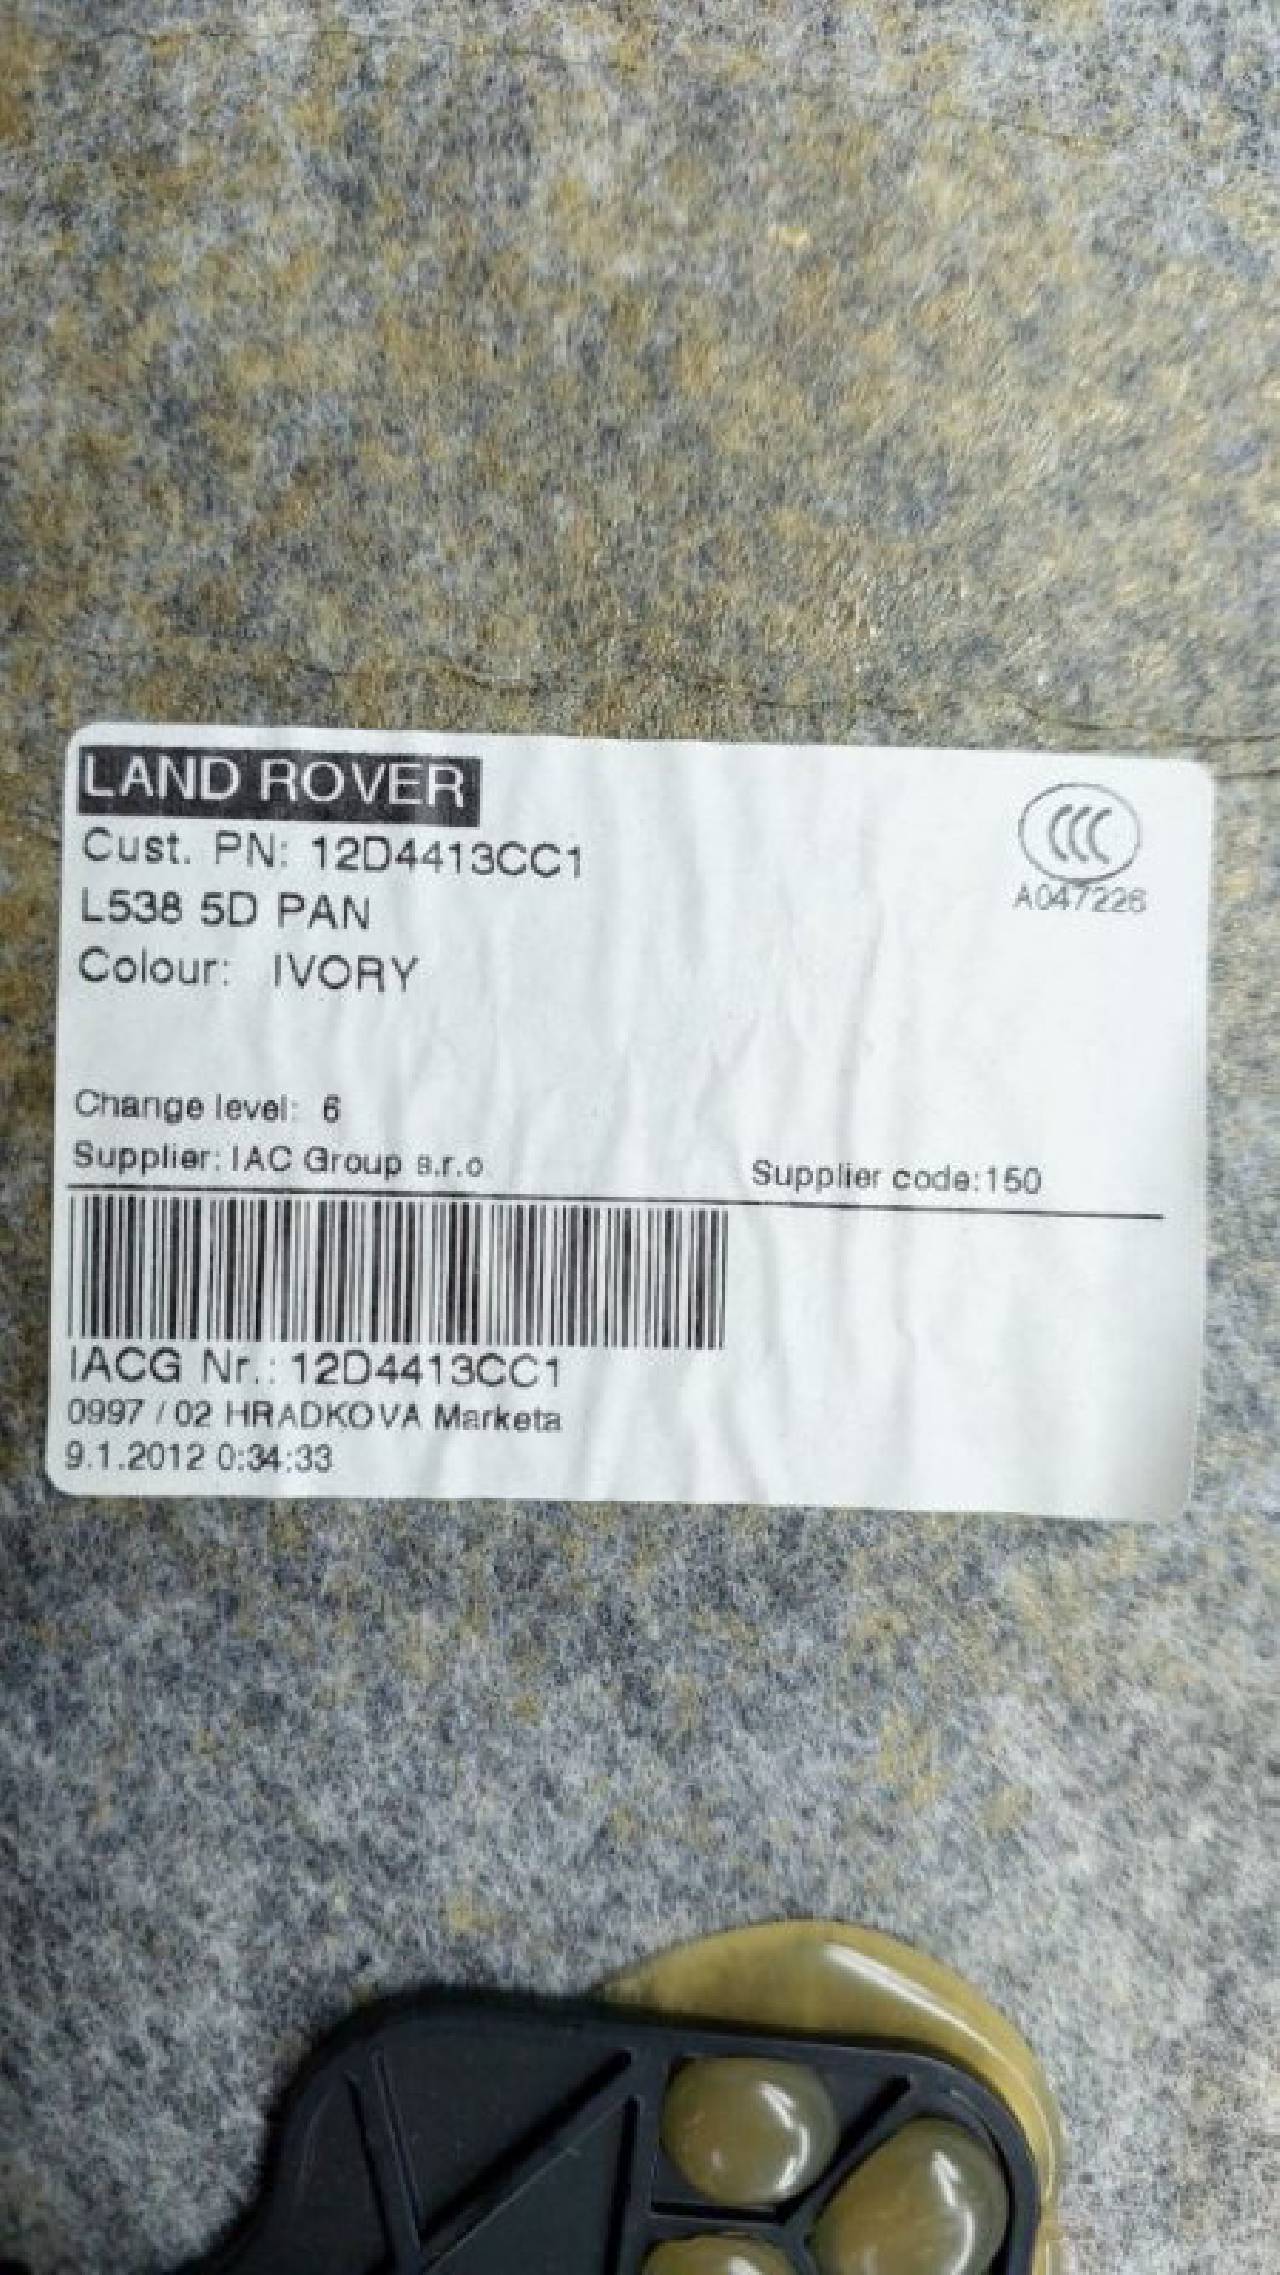 LAND ROVER
Cust. PN: 12D4413CC1
L538 5D PAN
Colour: IVORY
CCC
A047226
Change level: 6
Supplier: IAC Group s.r.o.
Supplier code:150
IACG Nr.: 12D4413CC1
0997 / 02 HRADKOVA Marketa
9.1.2012 0:34:33